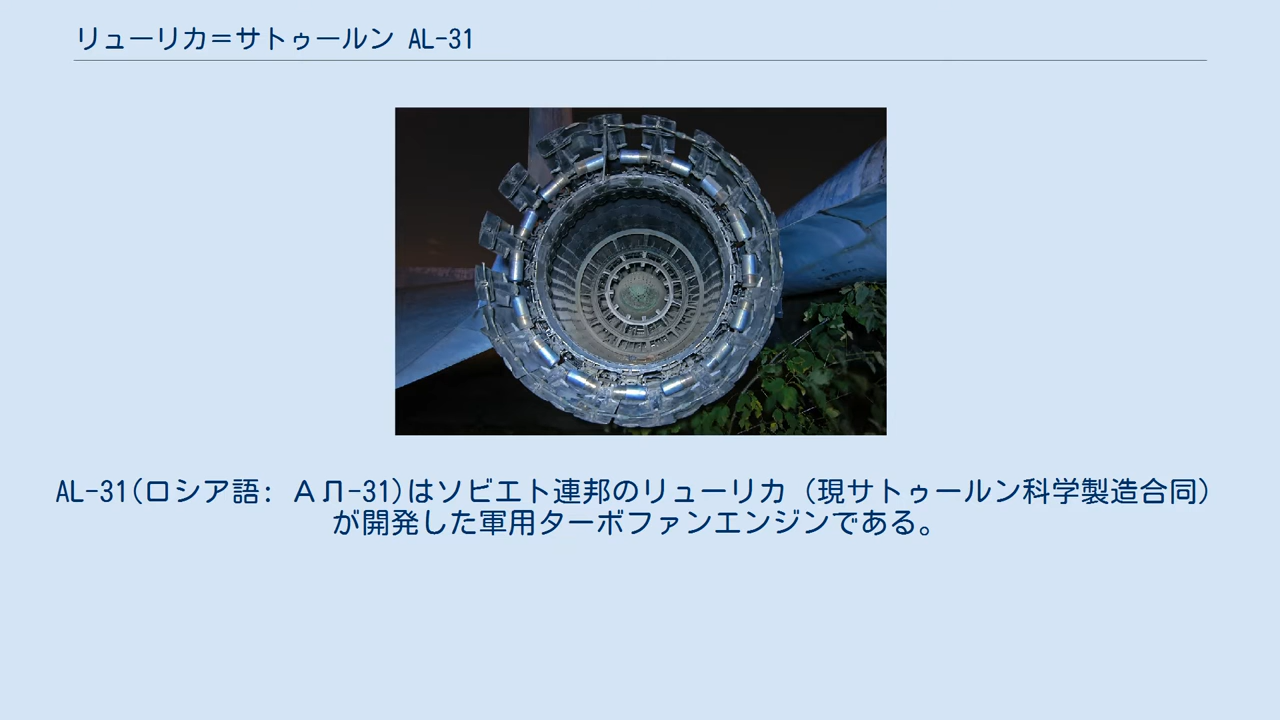 リューリカ＝サトゥールン AL-31
AL-31(ロシア語: АЛ-31)はソビエト連邦のリューリカ（現サトゥールン科学製造合同）
が開発した軍用ターボファンエンジンである。